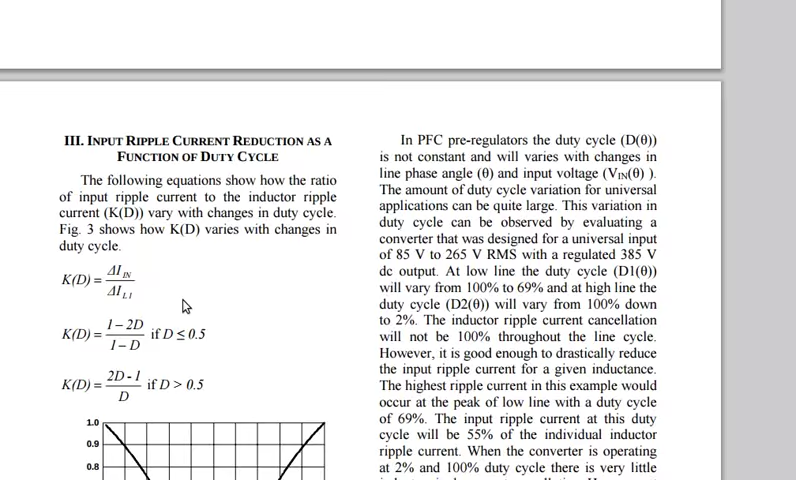 III. INPUT RIPPLE CURRENT REDUCTION AS A
FUNCTION OF DUTY CYCLE
The following equations show how the ratio
of input ripple current to the inductor ripple
current (K(D)) vary with changes in duty cycle.
Fig. 3 shows how K(D) varies with changes in
duty cycle.
K(D) = ΔI_IN / ΔI_L1
K(D) = (1 – 2D) / (1 – D) if D ≤ 0.5
K(D) = (2D - 1) / D if D > 0.5
1.0
0.9
0.8
In PFC pre-regulators the duty cycle (D(θ))
is not constant and will varies with changes in
line phase angle (θ) and input voltage (VIN(θ) ).
The amount of duty cycle variation for universal
applications can be quite large. This variation in
duty cycle can be observed by evaluating a
converter that was designed for a universal input
of 85 V to 265 V RMS with a regulated 385 V
dc output. At low line the duty cycle (D1(θ))
will vary from 100% to 69% and at high line the
duty cycle (D2(θ)) will vary from 100% down
to 2%. The inductor ripple current cancellation
will not be 100% throughout the line cycle.
However, it is good enough to drastically reduce
the input ripple current for a given inductance.
The highest ripple current in this example would
occur at the peak of low line with a duty cycle
of 69%. The input ripple current at this duty
cycle will be 55% of the individual inductor
ripple current. When the converter is operating
at 2% and 100% duty cycle there is very little